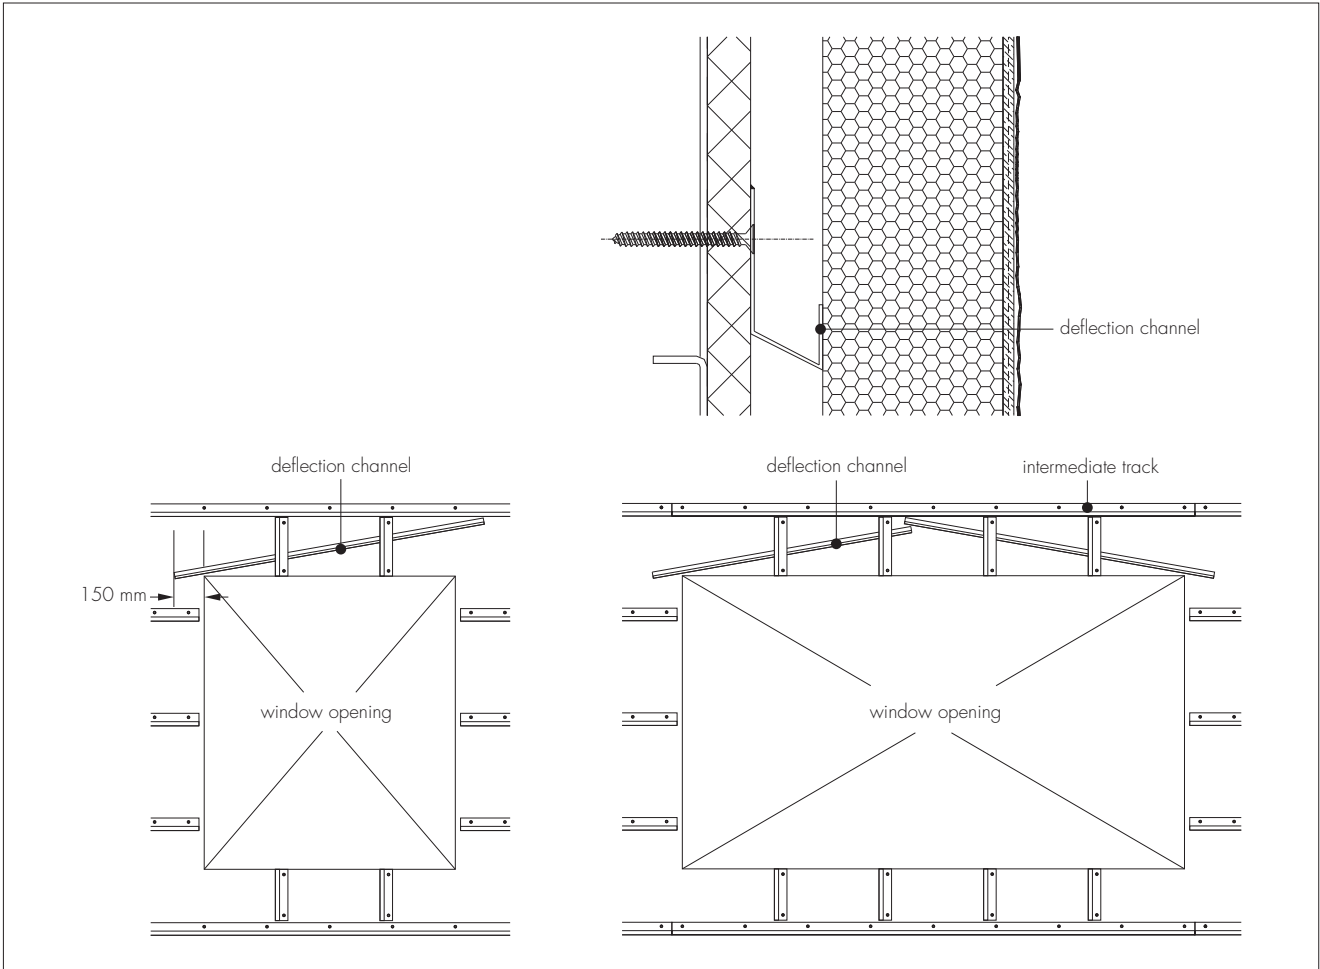 deflection channel
deflection channel
deflection channel
intermediate track
150 mm
window opening
window opening